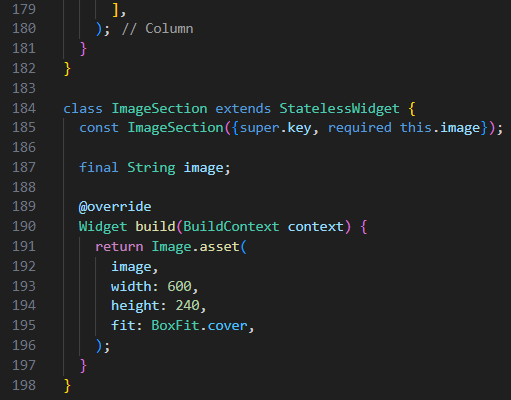 179       ],
180     ); // Column
181   }
182 }
183
184 class ImageSection extends StatelessWidget {
185   const ImageSection({super.key, required this.image});
186
187   final String image;
188
189   @override
190   Widget build(BuildContext context) {
191     return Image.asset(
192       image,
193       width: 600,
194       height: 240,
195       fit: BoxFit.cover,
196     );
197   }
198 }